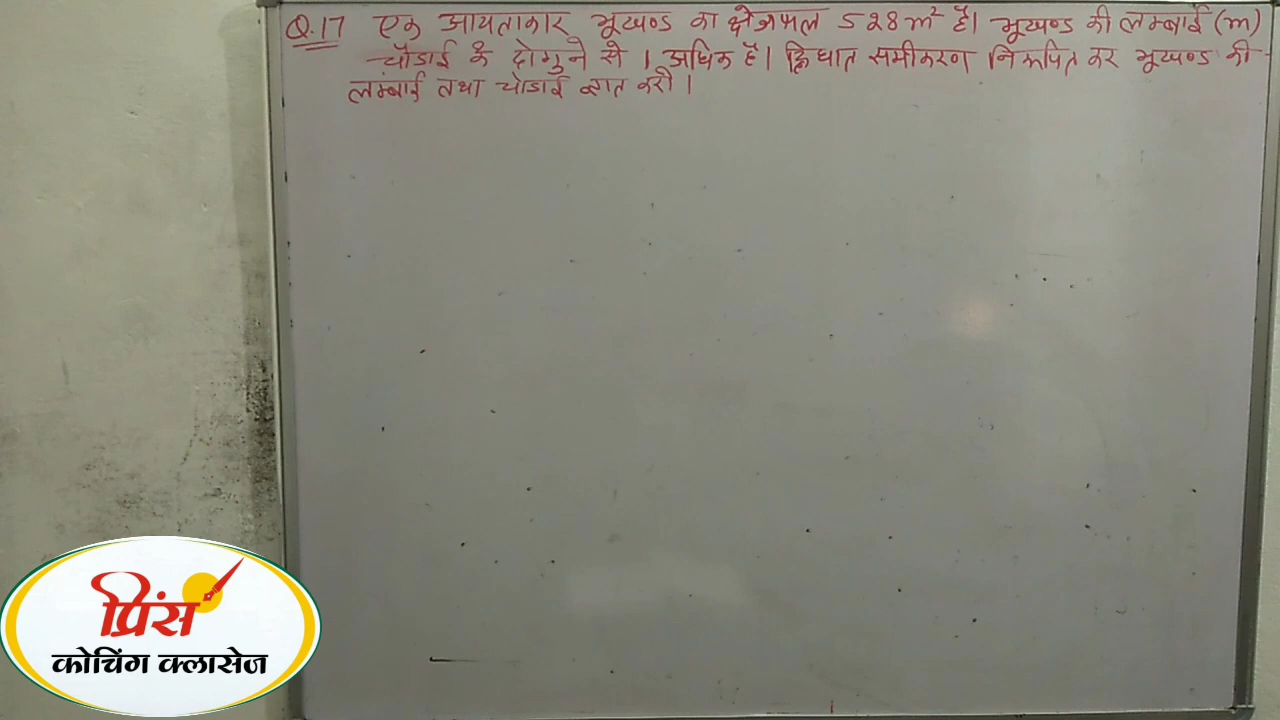 Q.17 एक आयताकार भूखण्ड का क्षेत्रफल 528 m² है। भूखण्ड की लम्बाई (m)
चौडाई के दोगुने से 1 अधिक है। द्विघात समीकरण निरूपित कर भूखण्ड की
लम्बाई तथा चौडाई ज्ञात करो।
प्रिंस
कोचिंग क्लासेज